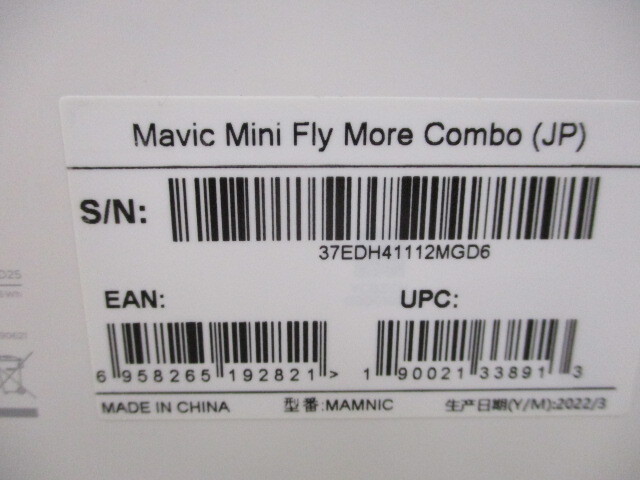 Mavic Mini Fly More Combo (JP)
S/N:
37EDH41112MGD6
EAN:
UPC:
6 958265 192821 >
1 90021 33891 3
MADE IN CHINA
型番:MAMNIC
生产日期(Y/M):2022/3